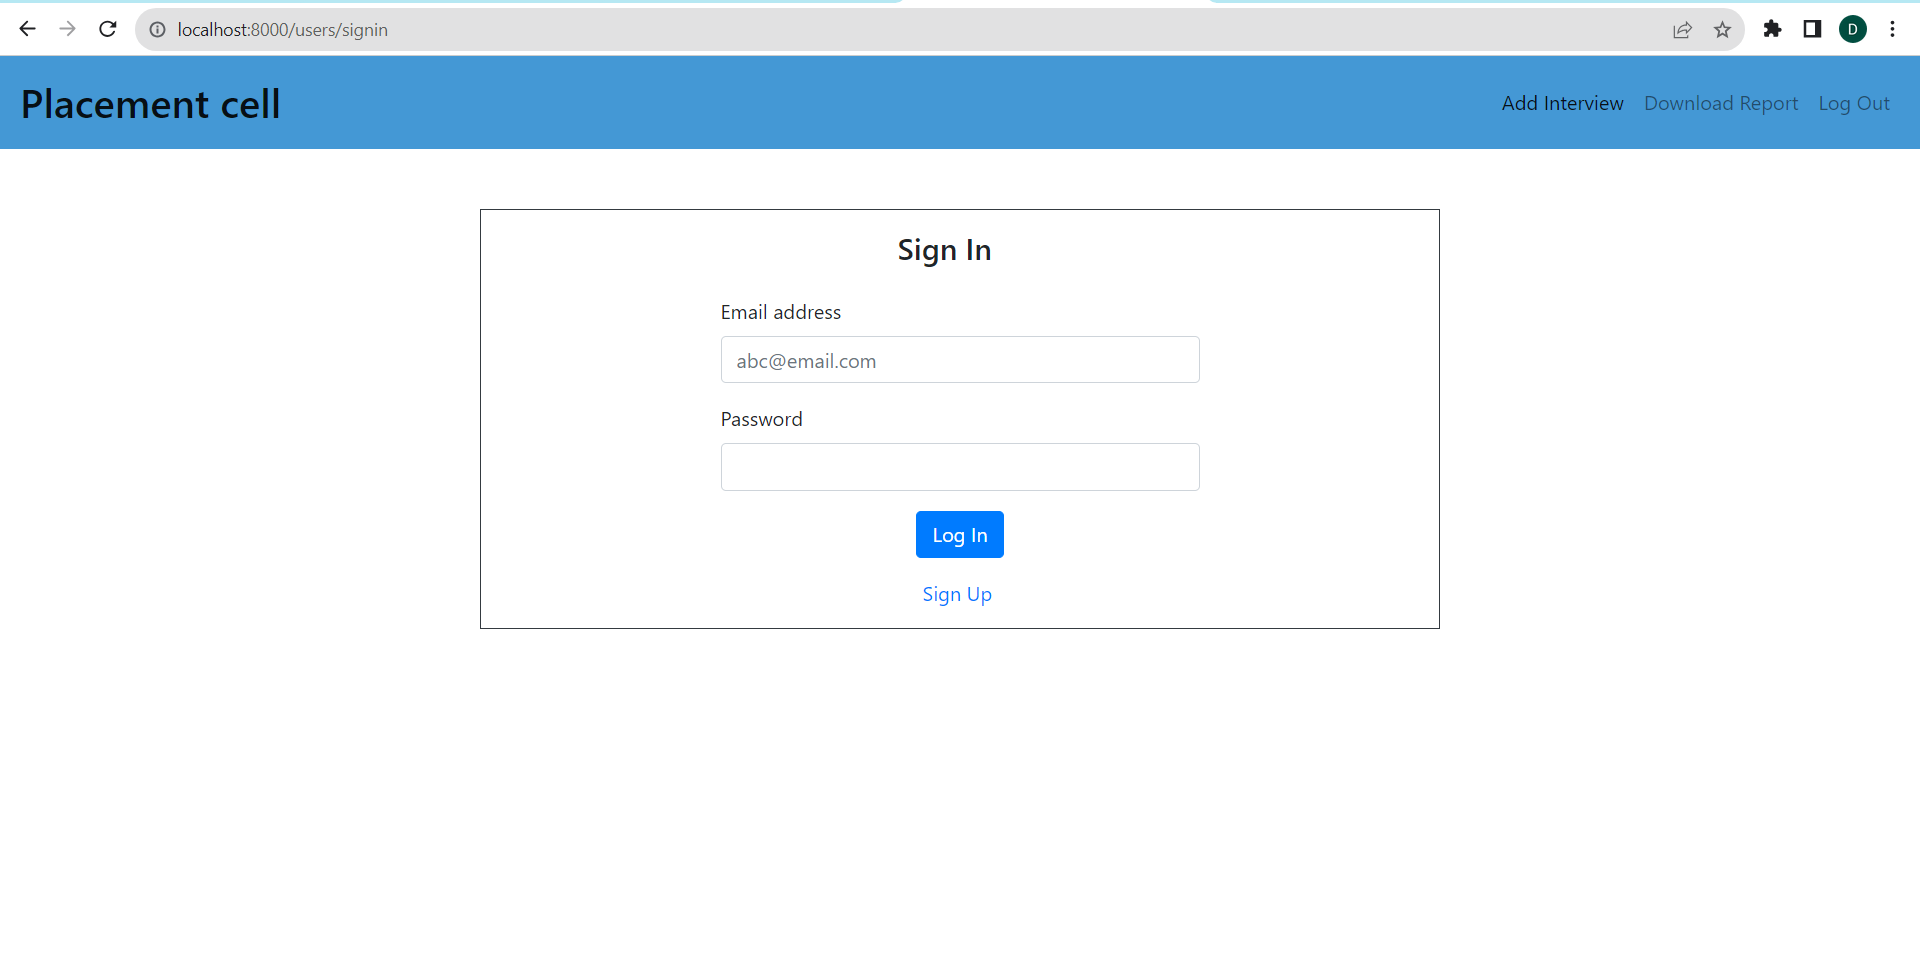 localhost:8000/users/signin
D
Placement cell
Add Interview Download Report Log Out
Sign In
Email address
abc@email.com
Password
Log In
Sign Up